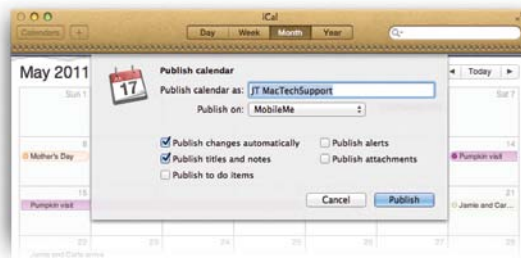 iCal
Calendars +
Day Week Month Year
May 2011
Today
17
Publish calendar
Publish calendar as: JT MacTechSupport
Publish on: MobileMe
Publish changes automatically
Publish alerts
Publish titles and notes
Publish attachments
Publish to do items
Cancel Publish
Sun 1
Sat 7
8
14
Mother's Day
Pumpkin visit
15
21
Pumpkin visit
Jamie and Car...
22 23 24 25 26 27 28
Jamie and Carly arrive